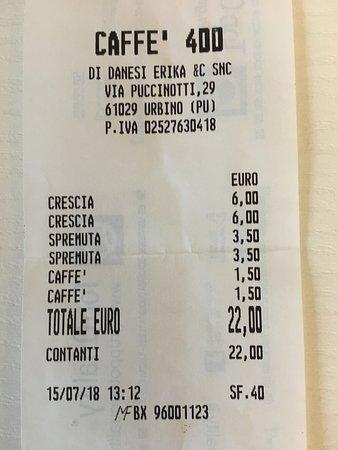 CAFFE' 400
DI DANESI ERIKA &C SNC
VIA PUCCINOTTI,29
61029 URBINO (PU)
P.IVA 02527630418
EURO
CRESCIA 6,00
CRESCIA 6,00
SPREMUTA 3,50
SPREMUTA 3,50
CAFFE' 1,50
CAFFE' 1,50
TOTALE EURO 22,00
CONTANTI 22,00
15/07/18 13:12 SF.40
MF BX 96001123